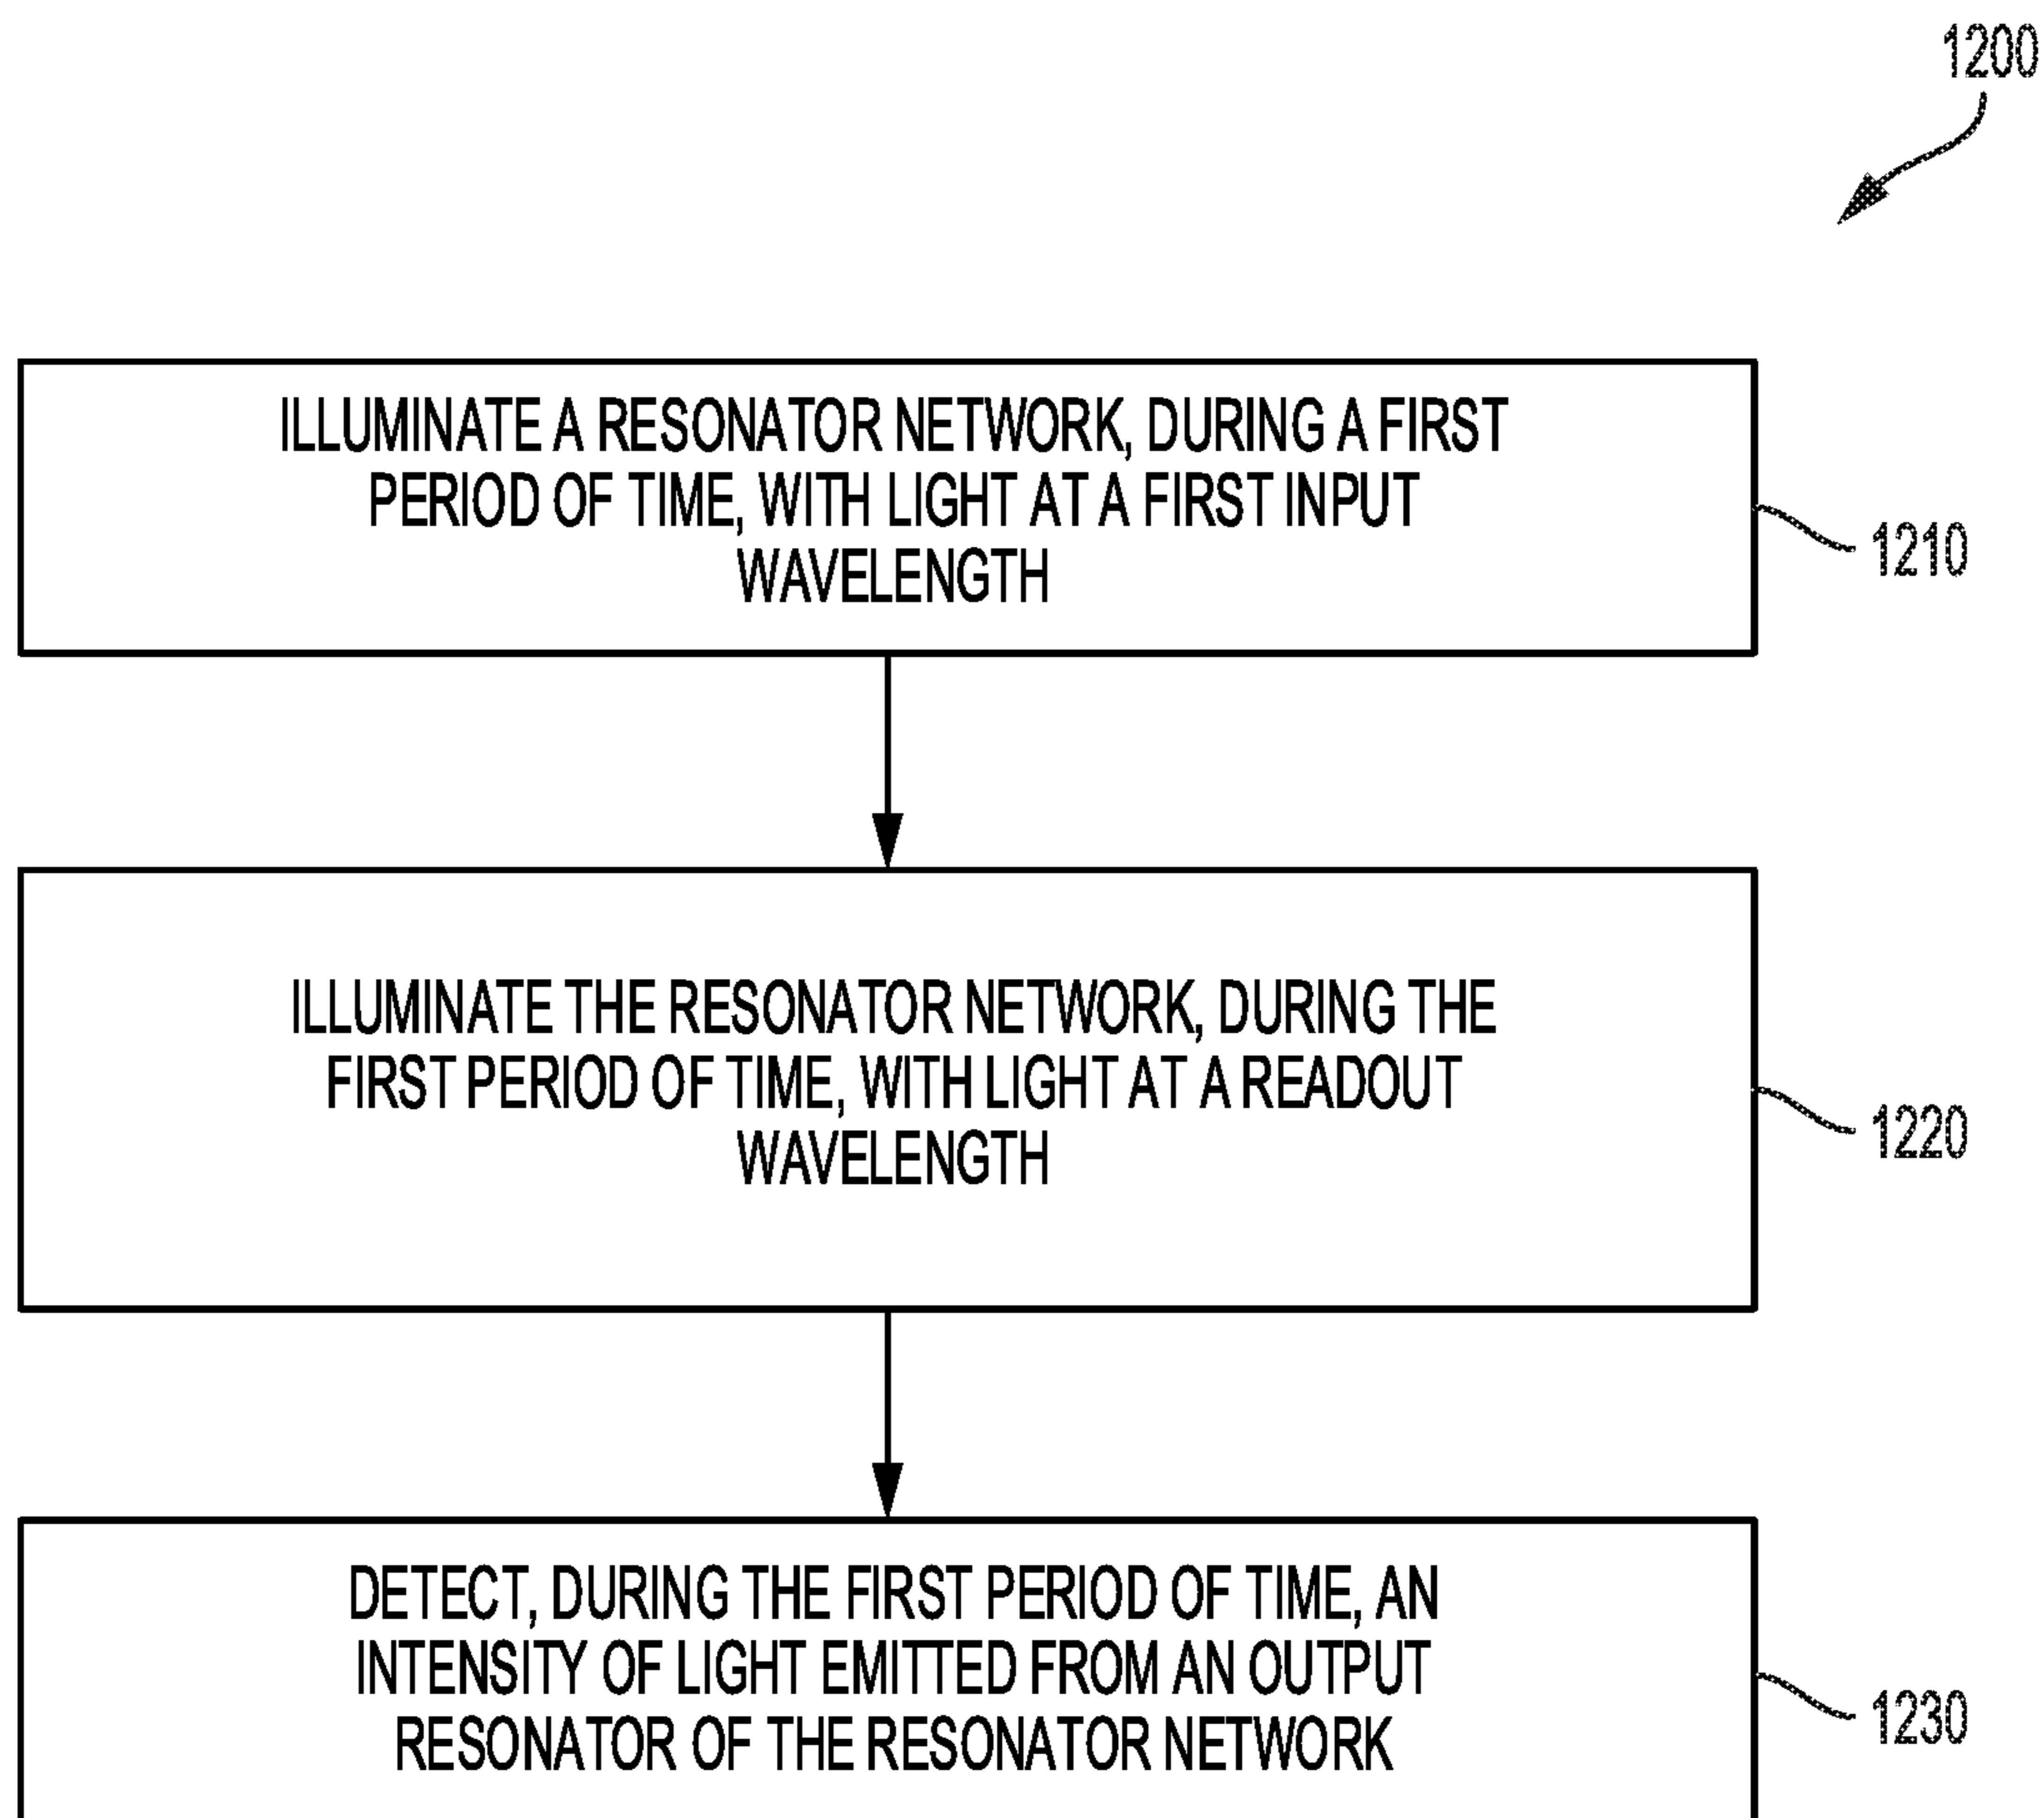 1200
ILLUMINATE A RESONATOR NETWORK, DURING A FIRST
PERIOD OF TIME, WITH LIGHT AT A FIRST INPUT
WAVELENGTH
1210
ILLUMINATE THE RESONATOR NETWORK, DURING THE
FIRST PERIOD OF TIME, WITH LIGHT AT A READOUT
WAVELENGTH
1220
DETECT, DURING THE FIRST PERIOD OF TIME, AN
INTENSITY OF LIGHT EMITTED FROM AN OUTPUT
RESONATOR OF THE RESONATOR NETWORK
1230